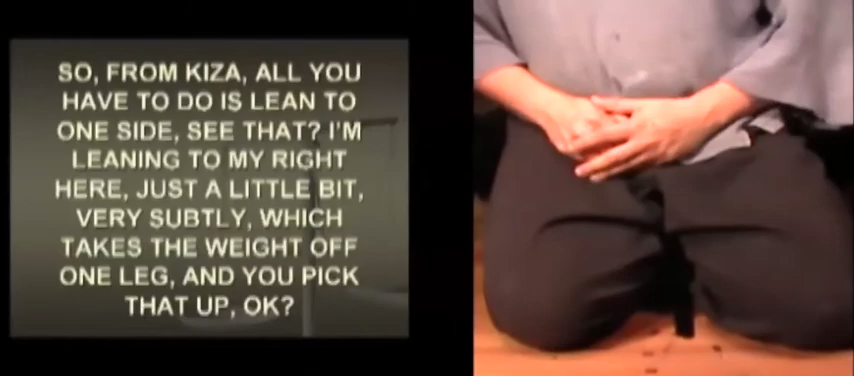 SO, FROM KIZA, ALL YOU
HAVE TO DO IS LEAN TO
ONE SIDE, SEE THAT? I'M
LEANING TO MY RIGHT
HERE, JUST A LITTLE BIT,
VERY SUBTLY, WHICH
TAKES THE WEIGHT OFF
ONE LEG, AND YOU PICK
THAT UP, OK?